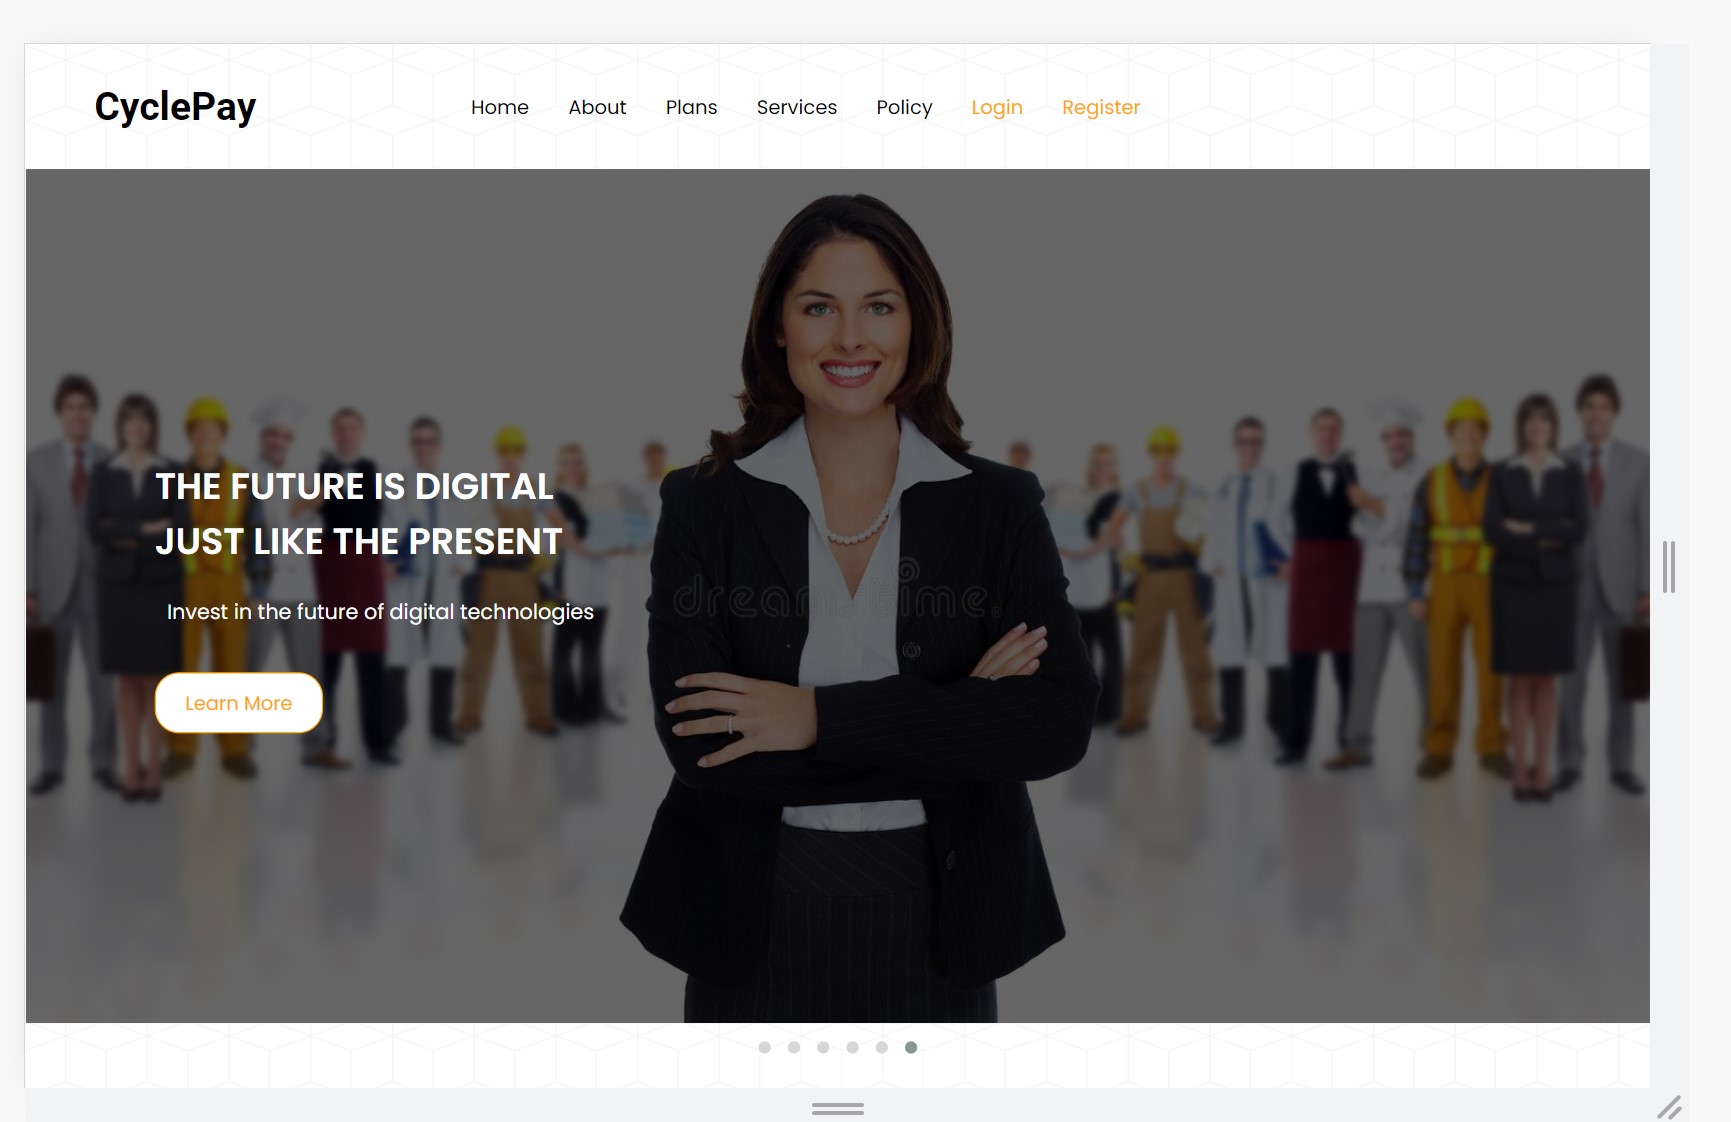 CyclePay
Home About Plans Services Policy Login Register
THE FUTURE IS DIGITAL
JUST LIKE THE PRESENT
Invest in the future of digital technologies
Learn More
dreamstime.